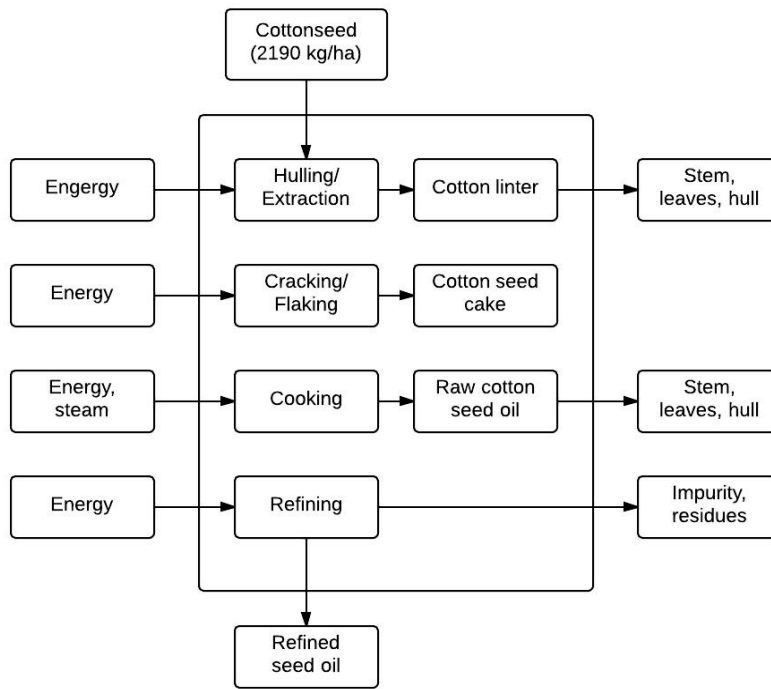 Cottonseed
(2190 kg/ha)
Engergy
Hulling/
Extraction
Cotton linter
Stem,
leaves, hull
Energy
Cracking/
Flaking
Cotton seed
cake
Energy,
steam
Cooking
Raw cotton
seed oil
Stem,
leaves, hull
Energy
Refining
Impurity,
residues
Refined
seed oil